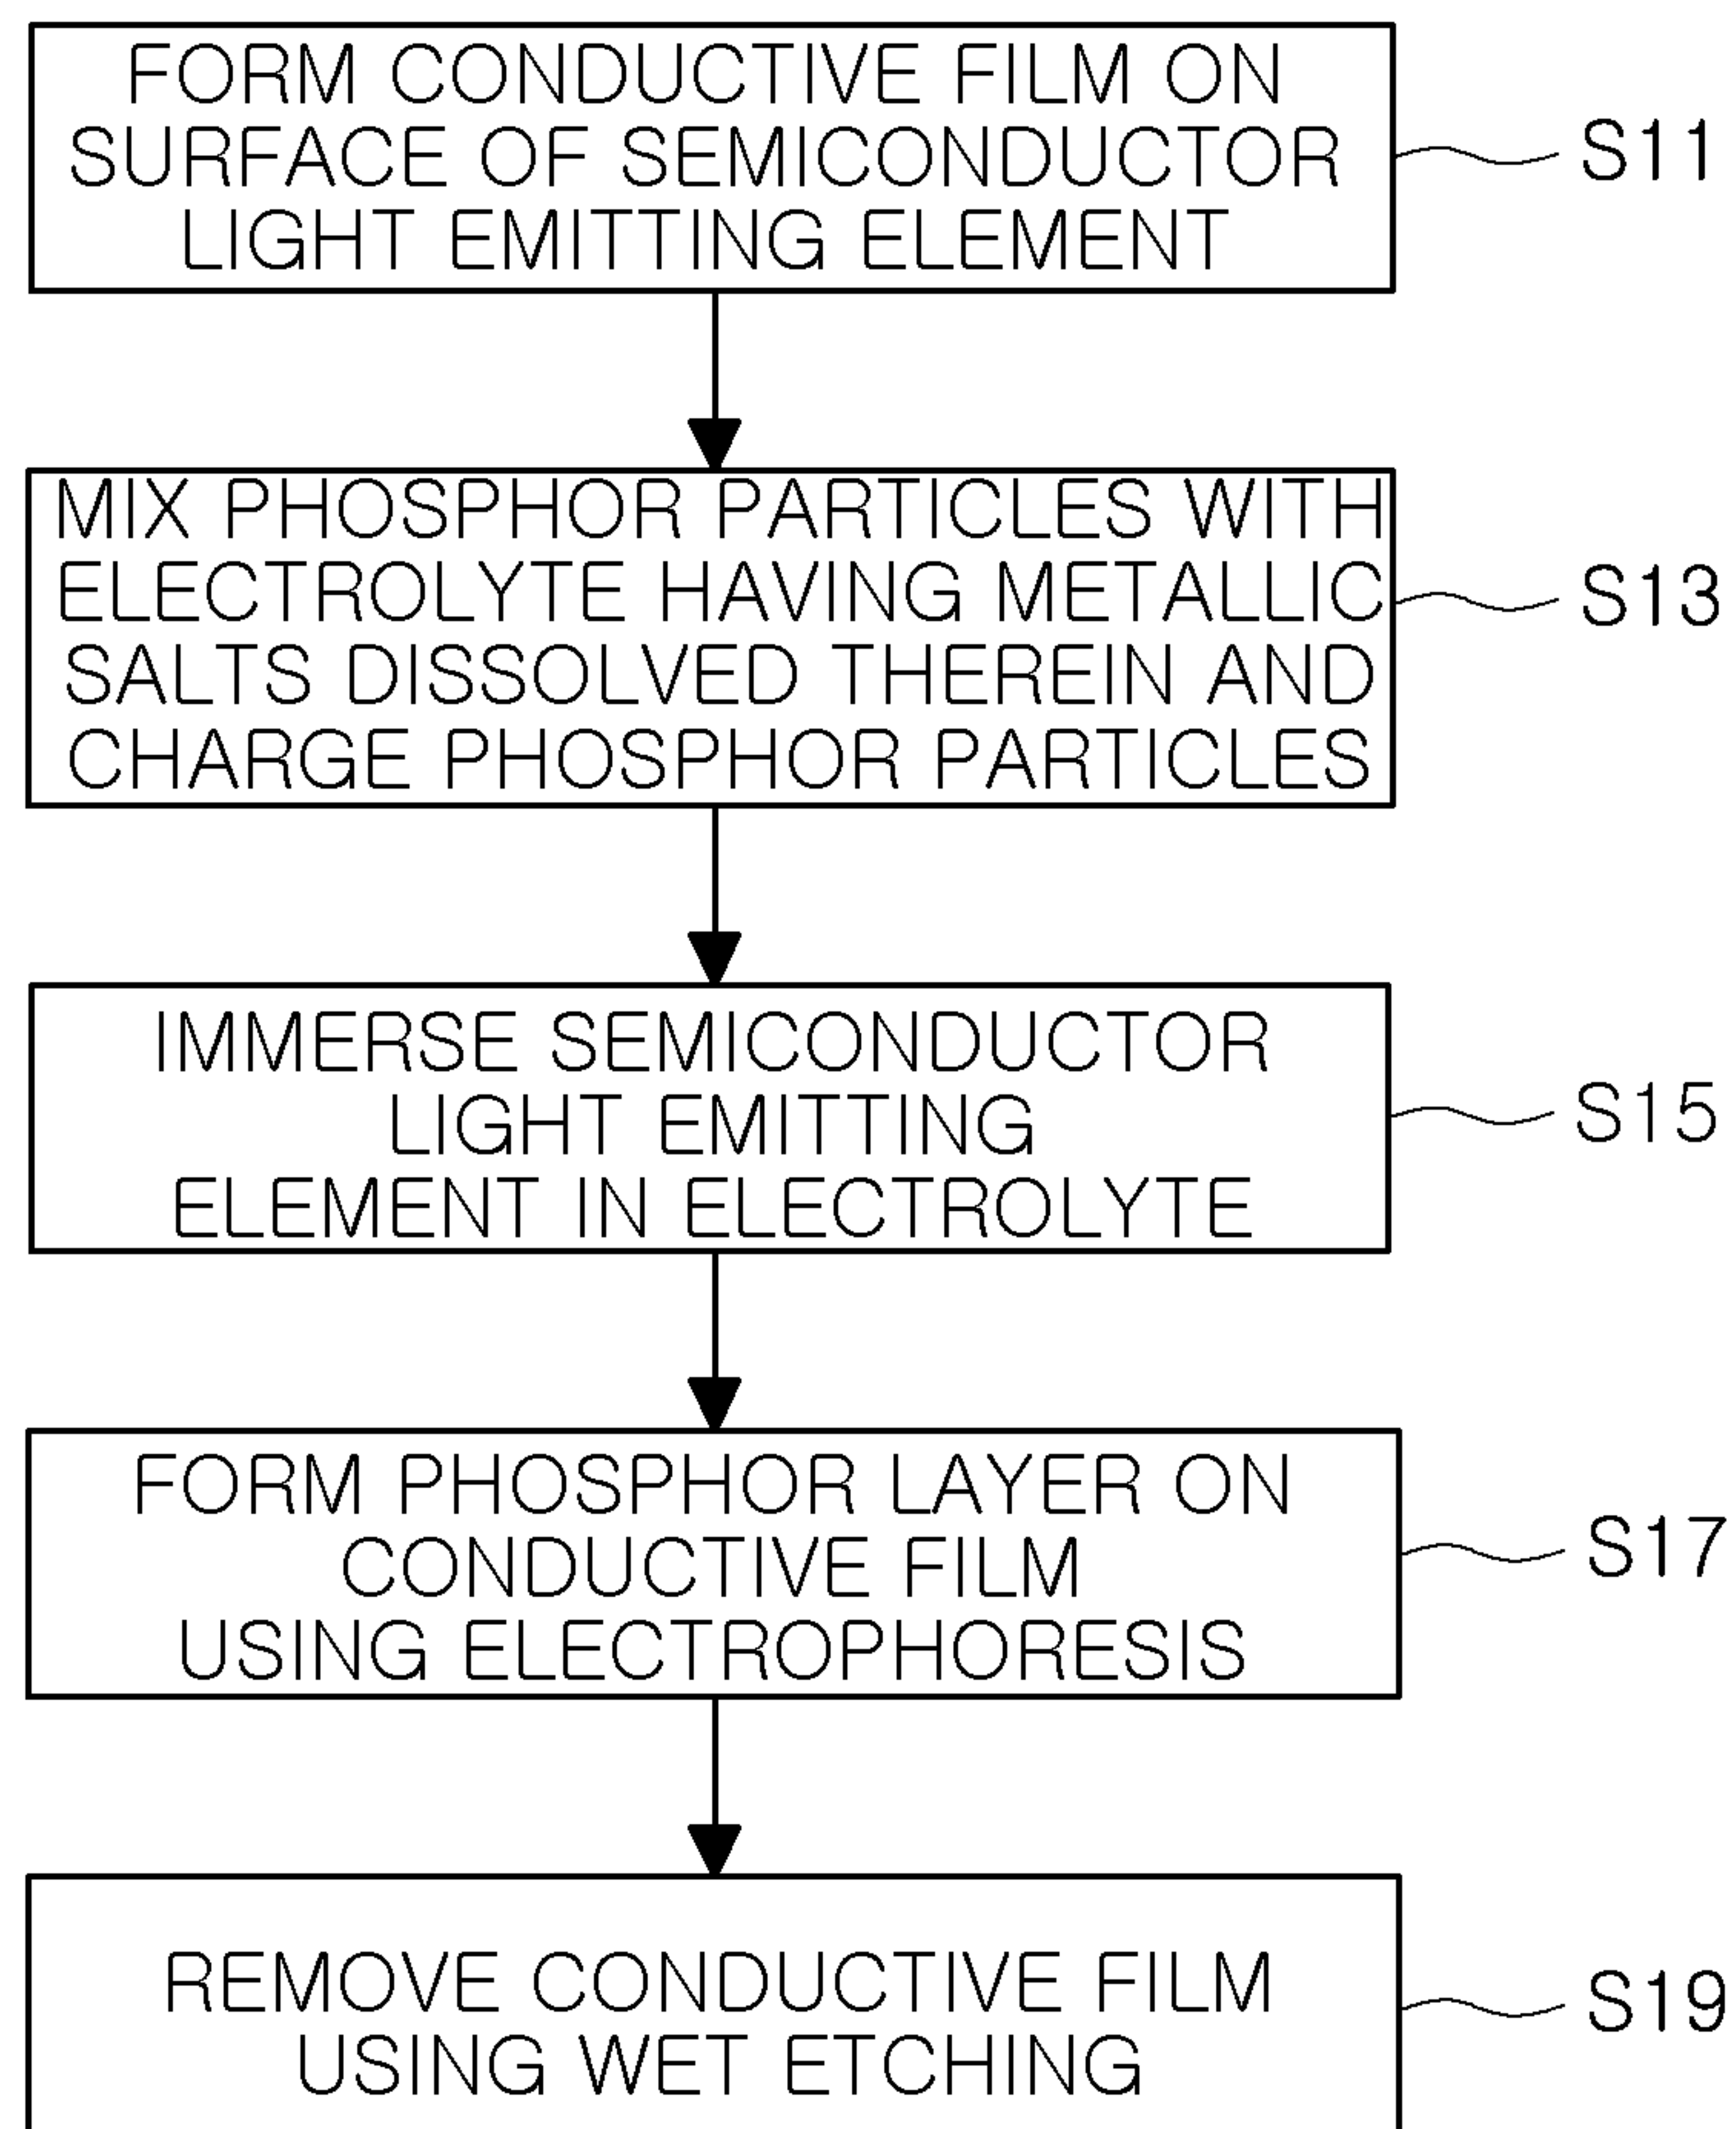 FORM CONDUCTIVE FILM ON
SURFACE OF SEMICONDUCTOR
LIGHT EMITTING ELEMENT
S11
MIX PHOSPHOR PARTICLES WITH
ELECTROLYTE HAVING METALLIC
SALTS DISSOLVED THEREIN AND
CHARGE PHOSPHOR PARTICLES
S13
IMMERSE SEMICONDUCTOR
LIGHT EMITTING
ELEMENT IN ELECTROLYTE
S15
FORM PHOSPHOR LAYER ON
CONDUCTIVE FILM
USING ELECTROPHORESIS
S17
REMOVE CONDUCTIVE FILM
USING WET ETCHING
S19